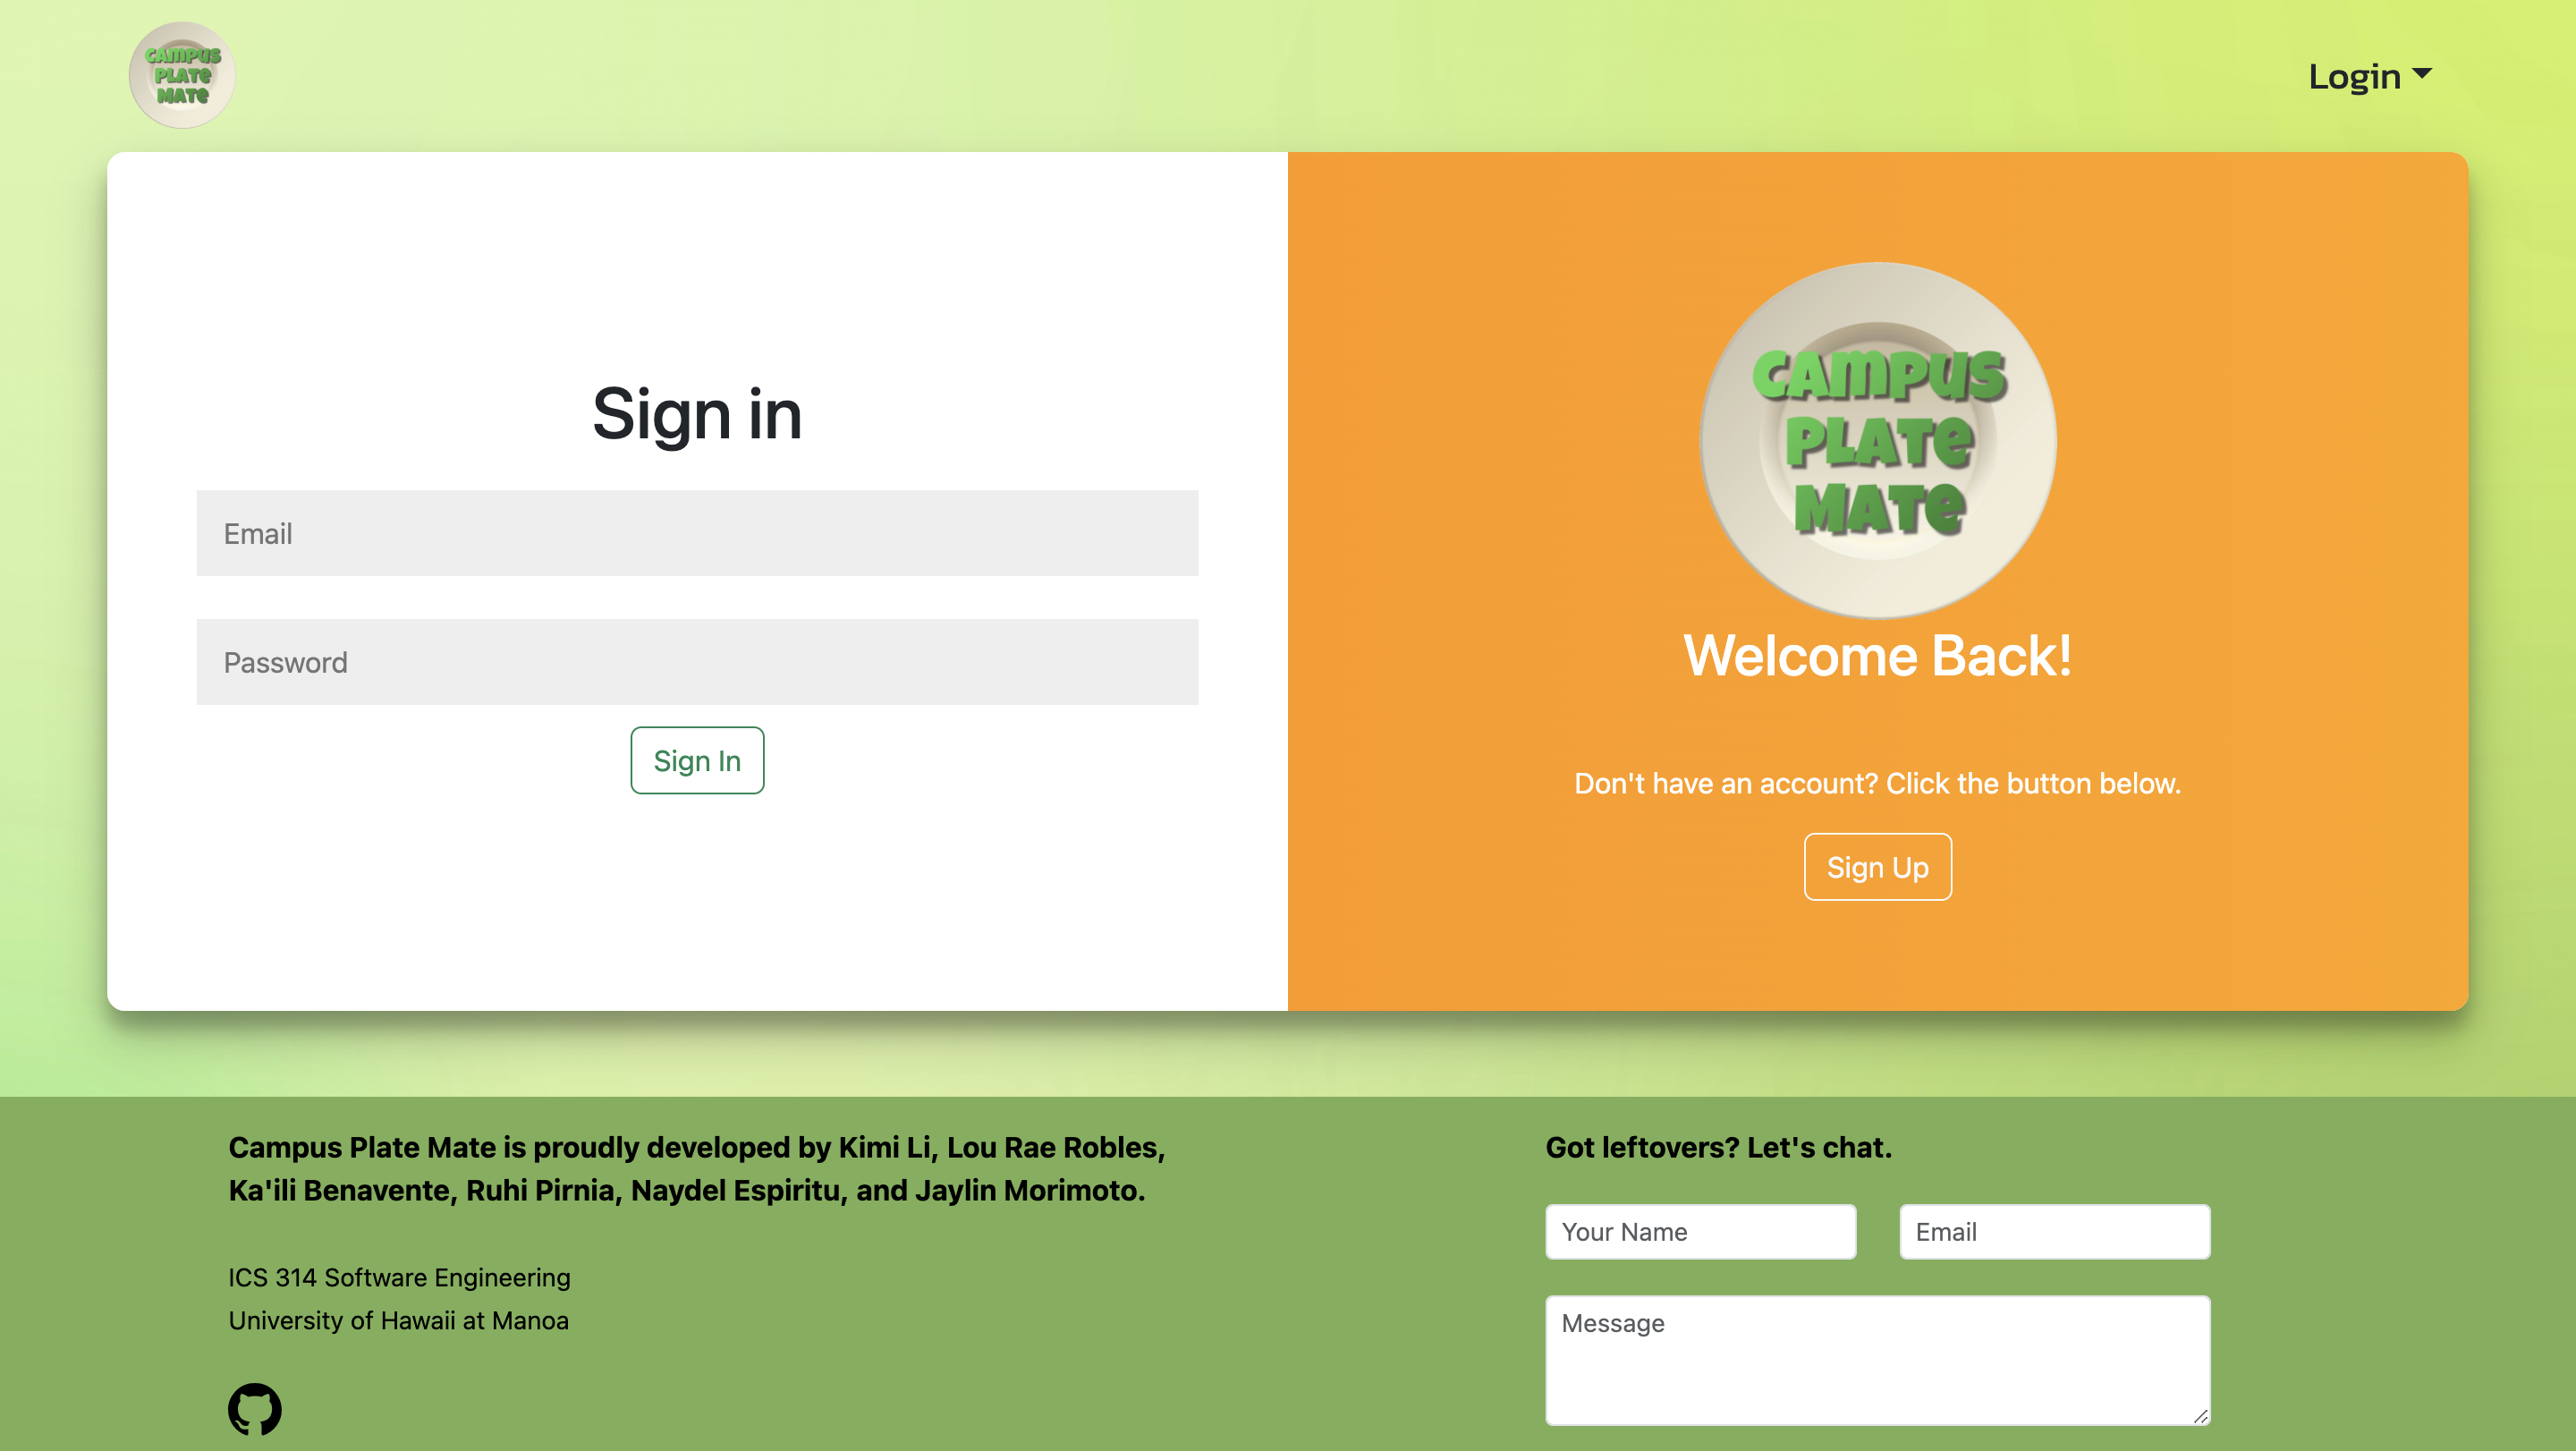 CAMPUS
PLATE
MATE
Login
Sign in
Email
Password
Sign In
CAMPUS
PLATE
MATE
Welcome Back!
Don't have an account? Click the button below.
Sign Up
Campus Plate Mate is proudly developed by Kimi Li, Lou Rae Robles,
Ka'ili Benavente, Ruhi Pirnia, Naydel Espiritu, and Jaylin Morimoto.
ICS 314 Software Engineering
University of Hawaii at Manoa
Got leftovers? Let's chat.
Your Name
Email
Message